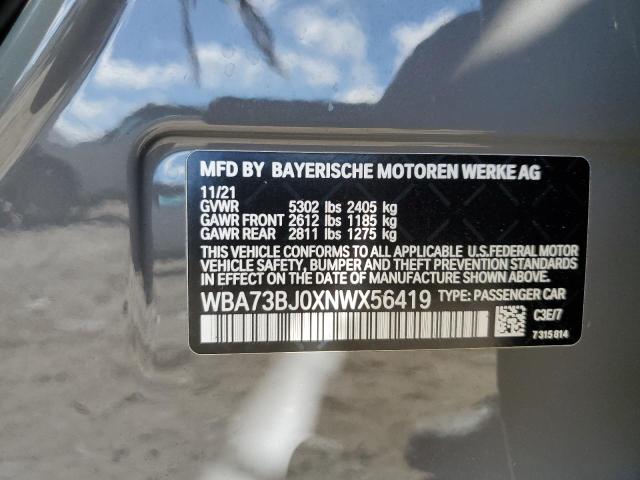 MFD BY BAYERISCHE MOTOREN WERKE AG
11/21
GVWR 5302 lbs 2405 kg
GAWR FRONT 2612 lbs 1185 kg
GAWR REAR 2811 lbs 1275 kg
THIS VEHICLE CONFORMS TO ALL APPLICABLE U.S.FEDERAL MOTOR
VEHICLE SAFETY, BUMPER AND THEFT PREVENTION STANDARDS
IN EFFECT ON THE DATE OF MANUFACTURE SHOWN ABOVE.
WBA73BJ0XNWX56419 TYPE: PASSENGER CAR
C3E/7
7315814